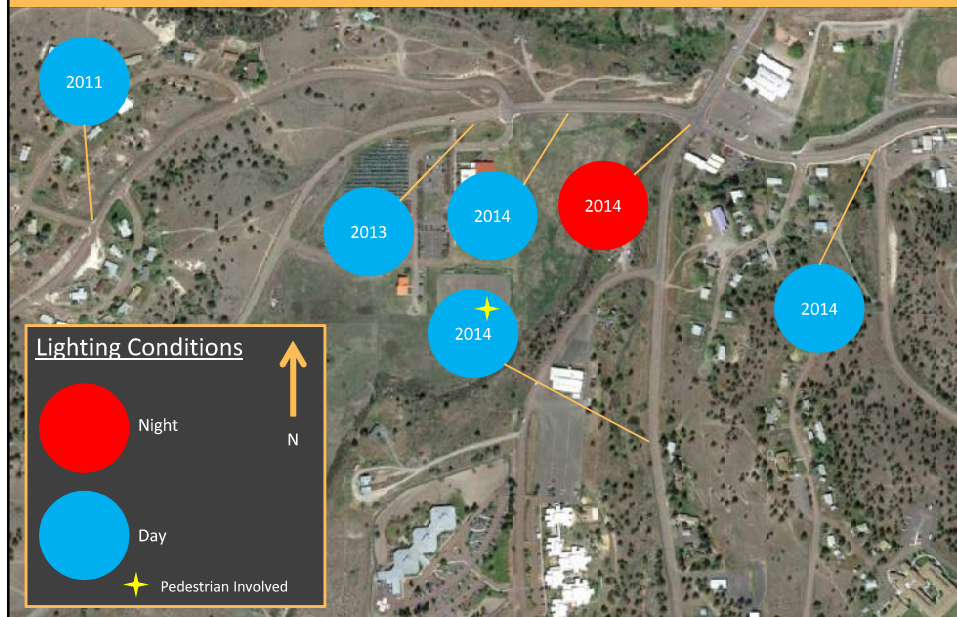 2011
2013
2014
2014
2014
2014
Lighting Conditions
N
Night
Day
Pedestrian Involved